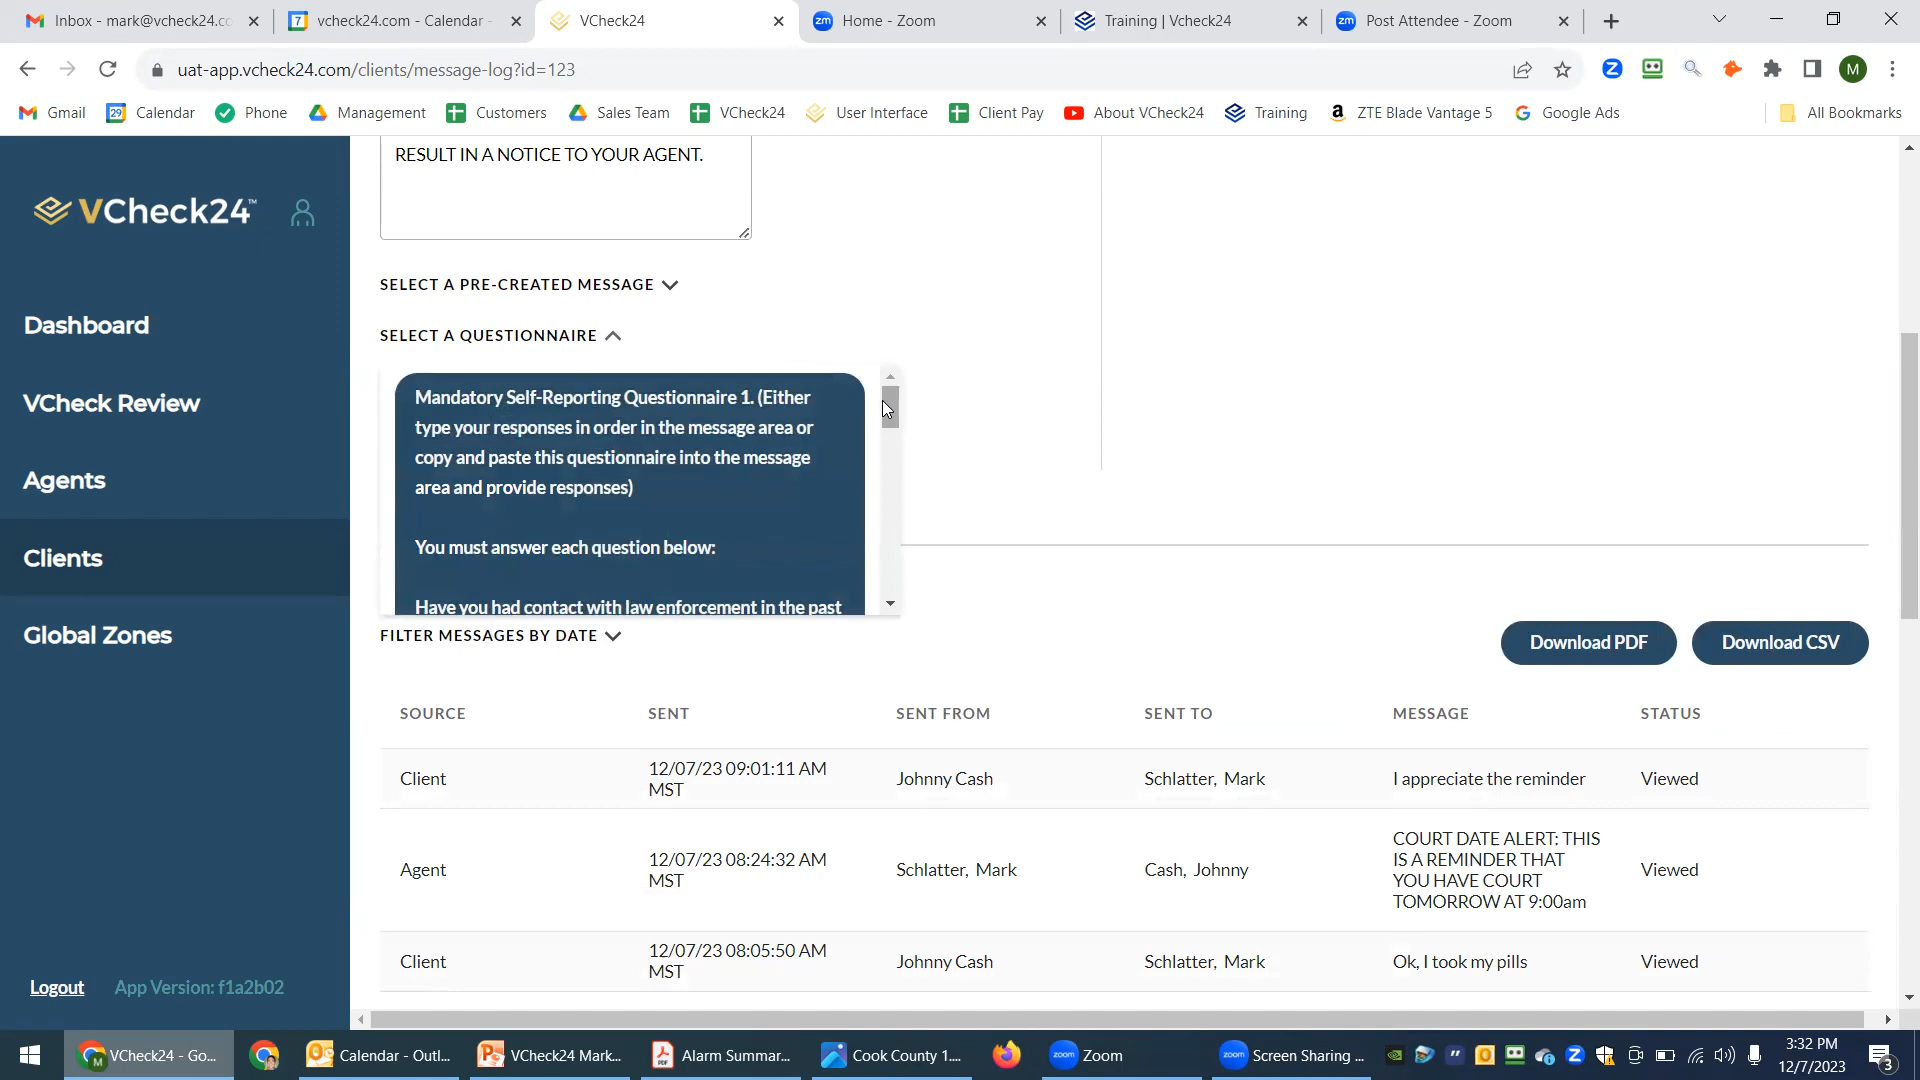 Inbox - mark@vcheck24.co
vcheck24.com - Calendar -
VCheck24
Home - Zoom
Training | Vcheck24
Post Attendee - Zoom
uat-app.vcheck24.com/clients/message-log?id=123
M
Gmail
Calendar
Phone
Management
Customers
Sales Team
VCheck24
User Interface
Client Pay
About VCheck24
Training
ZTE Blade Vantage 5
Google Ads
All Bookmarks
VCheck24™
Dashboard
VCheck Review
Agents
Clients
Global Zones
Logout
App Version: f1a2b02
RESULT IN A NOTICE TO YOUR AGENT.
SELECT A PRE-CREATED MESSAGE
SELECT A QUESTIONNAIRE
Mandatory Self-Reporting Questionnaire 1. (Either
type your responses in order in the message area or
copy and paste this questionnaire into the message
area and provide responses)
You must answer each question below:
Have you had contact with law enforcement in the past
FILTER MESSAGES BY DATE
Download PDF
Download CSV
SOURCE SENT SENT FROM SENT TO MESSAGE STATUS
Client 12/07/23 09:01:11 AM MST Johnny Cash Schlatter, Mark I appreciate the reminder Viewed
Agent 12/07/23 08:24:32 AM MST Schlatter, Mark Cash, Johnny COURT DATE ALERT: THIS
IS A REMINDER THAT
YOU HAVE COURT
TOMORROW AT 9:00am Viewed
Client 12/07/23 08:05:50 AM MST Johnny Cash Schlatter, Mark Ok, I took my pills Viewed
VCheck24 - Go...
Calendar - Outl...
VCheck24 Mark...
Alarm Summar...
Cook County 1....
Zoom
Screen Sharing ...
3:32 PM
12/7/2023
3